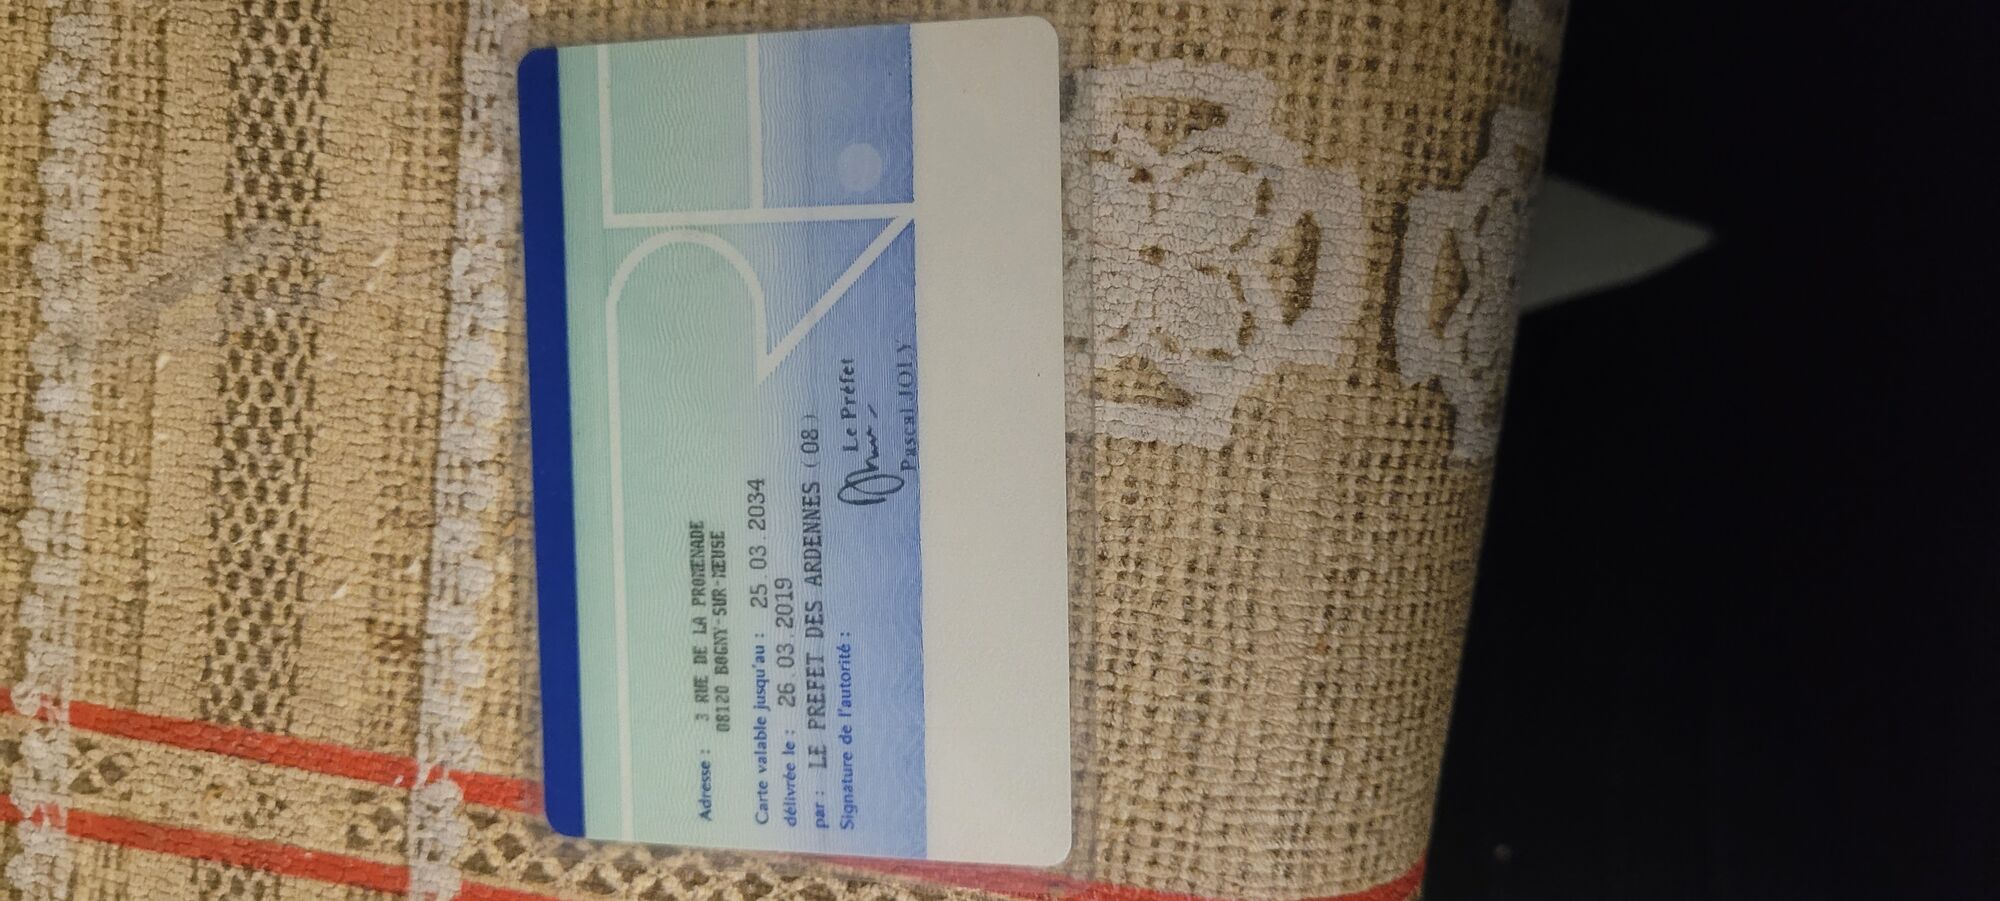 Adresse : 3 RUE DE LA PROMENADE
08120 BOGNY-SUR-MEUSE
Carte valable jusqu'au : 25.03.2034
délivrée le : 26.03.2019
par : LE PREFET DES ARDENNES (08)
Signature de l'autorité :
Le Préfet
Pascal JOLY